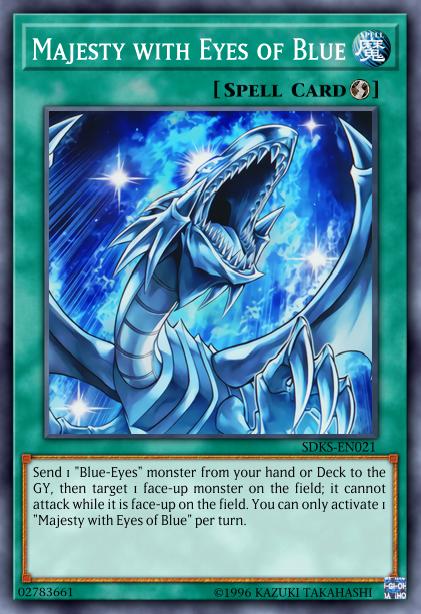 Majesty with Eyes of Blue
SPELL
魔
[Spell Card]
SDKS-EN021
Send 1 "Blue-Eyes" monster from your hand or Deck to the
GY, then target 1 face-up monster on the field; it cannot
attack while it is face-up on the field. You can only activate 1
"Majesty with Eyes of Blue" per turn.
02783661
©1996 KAZUKI TAKAHASHI